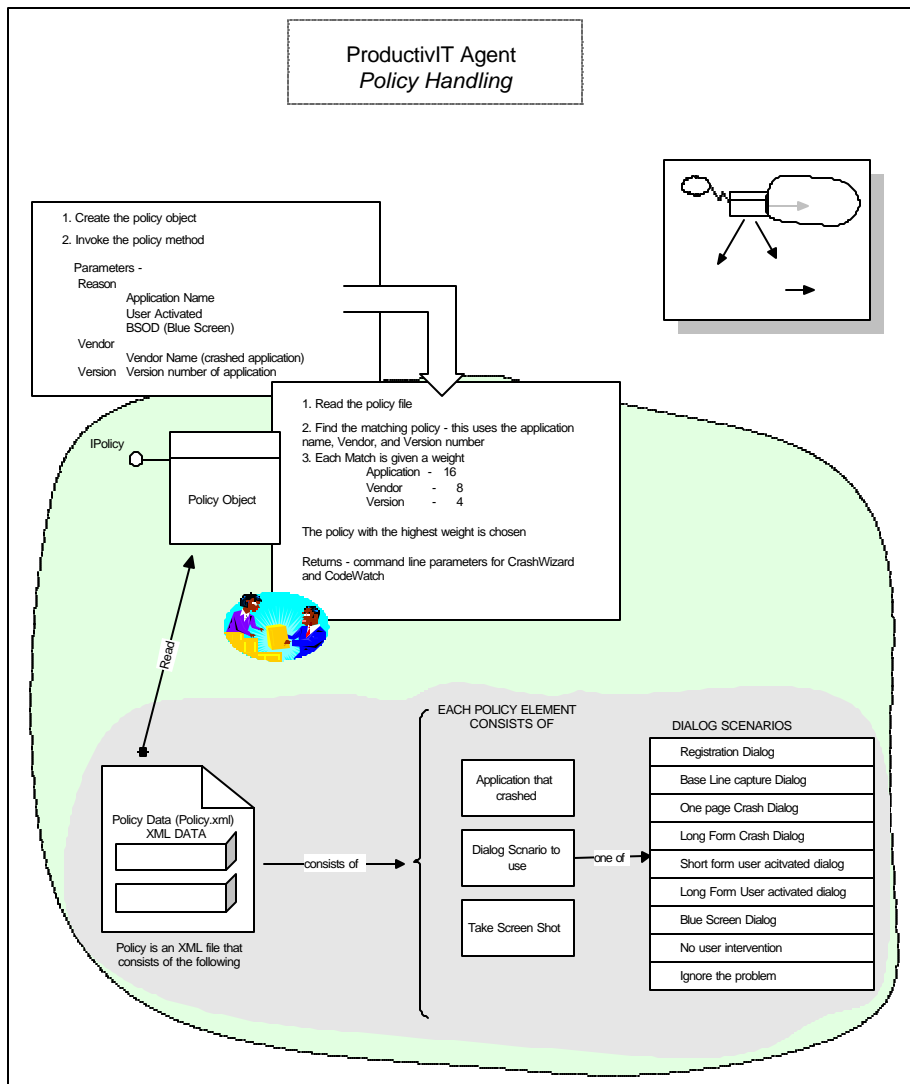 ProductivIT Agent
Policy Handling
1. Create the policy object
2. Invoke the policy method
Parameters -
Reason
Application Name
User Activated
BSOD (Blue Screen)
Vendor
Vendor Name (crashed application)
Version Version number of application
1. Read the policy file
2. Find the matching policy - this uses the application
name, Vendor, and Version number
3. Each Match is given a weight
Application - 16
Vendor - 8
Version - 4
The policy with the highest weight is chosen
Returns - command line parameters for CrashWizard
and CodeWatch
IPolicy
Policy Object
Read
Policy Data (Policy.xml)
XML DATA
Policy is an XML file that
consists of the following
consists of
EACH POLICY ELEMENT
CONSISTS OF
Application that
crashed
Dialog Scnario to
use
Take Screen Shot
one of
DIALOG SCENARIOS
Registration Dialog
Base Line capture Dialog
One page Crash Dialog
Long Form Crash Dialog
Short form user acitvated dialog
Long Form User activated dialog
Blue Screen Dialog
No user intervention
Ignore the problem